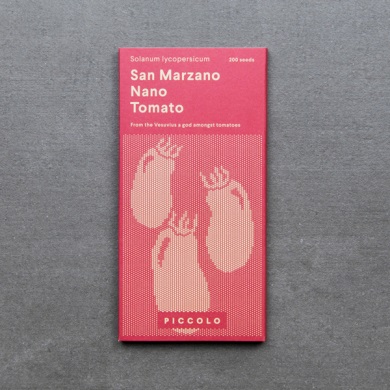 Solanum lycopersicum 200 seeds
San Marzano
Nano
Tomato
From the Vesuvius a god amongst tomatoes
PICCOLO